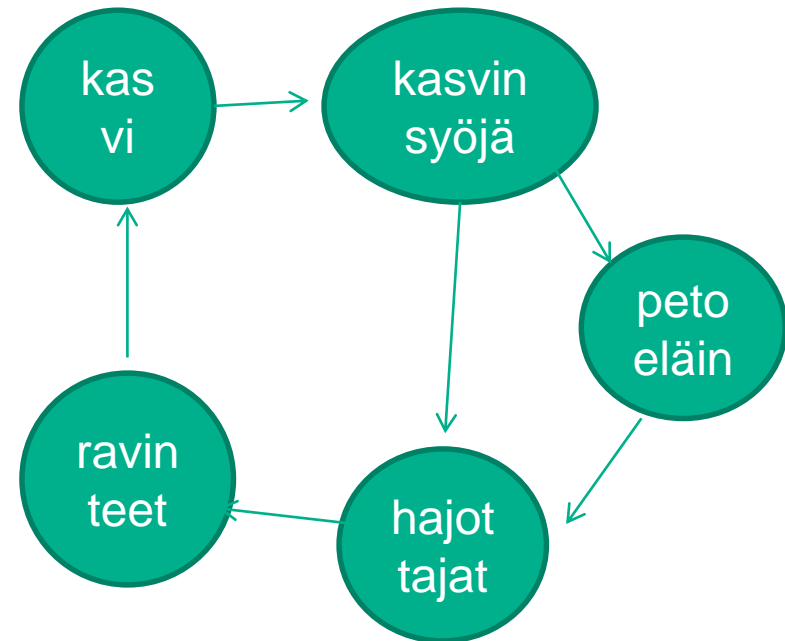 kas
vi
kasvin
syöjä
peto
eläin
hajot
tajat
ravin
teet